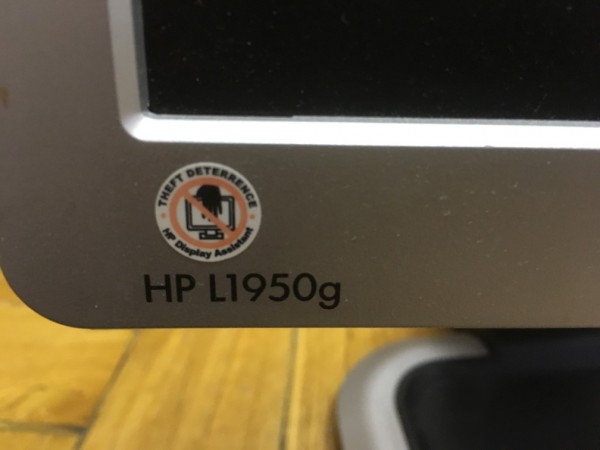 THEFT DETERRENCE
HP Display Assistant
HP L1950g